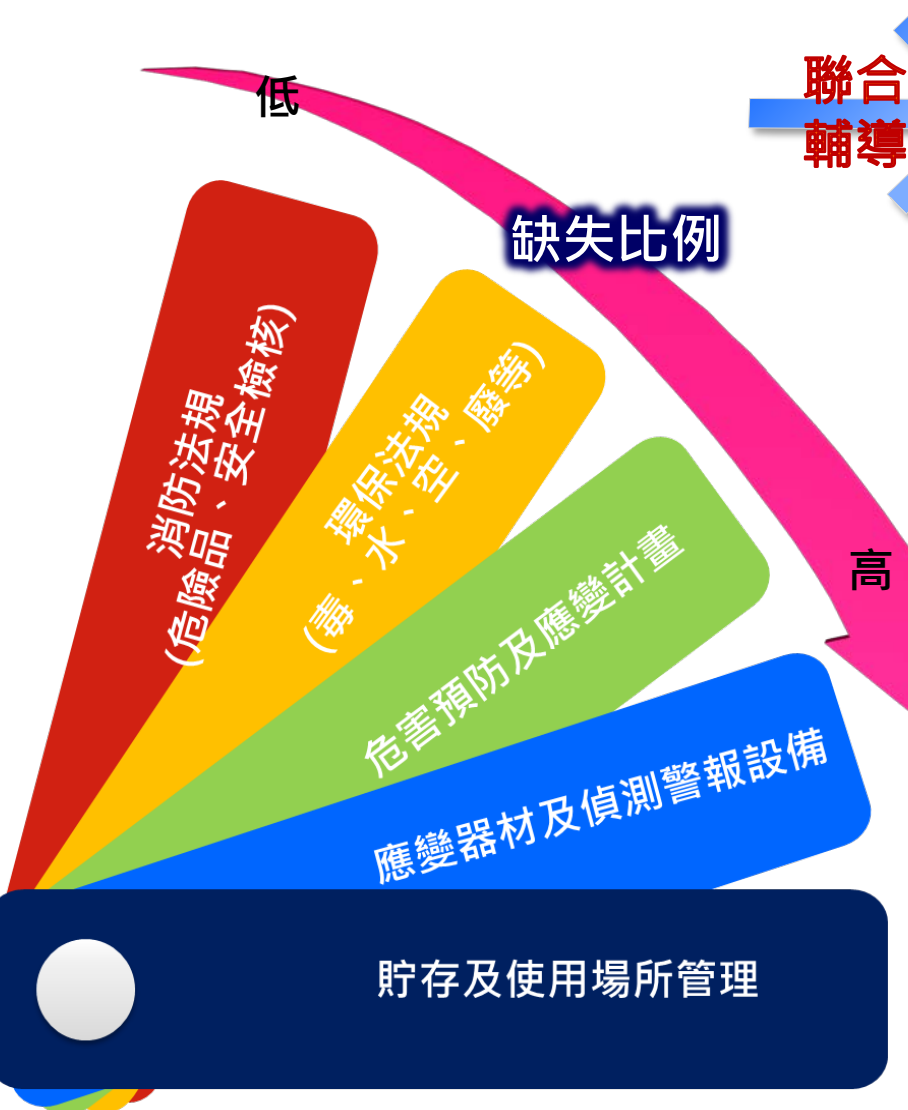 低
聯合
輔導
缺失比例
高
消防法規
(危險品、安全檢核)
環保法規
(毒、水、空、廢等)
危害預防及應變計畫
應變器材及偵測警報設備
貯存及使用場所管理